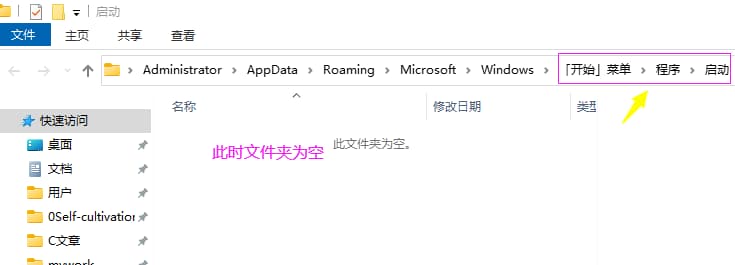 启动
文件 主页 共享 查看
Administrator > AppData > Roaming > Microsoft > Windows > 「开始」菜单 > 程序 > 启动
名称 修改日期 类型
快速访问
此文件夹为空。
此时文件夹为空
桌面
文档
用户
0Self-cultivation
C文章
mywork